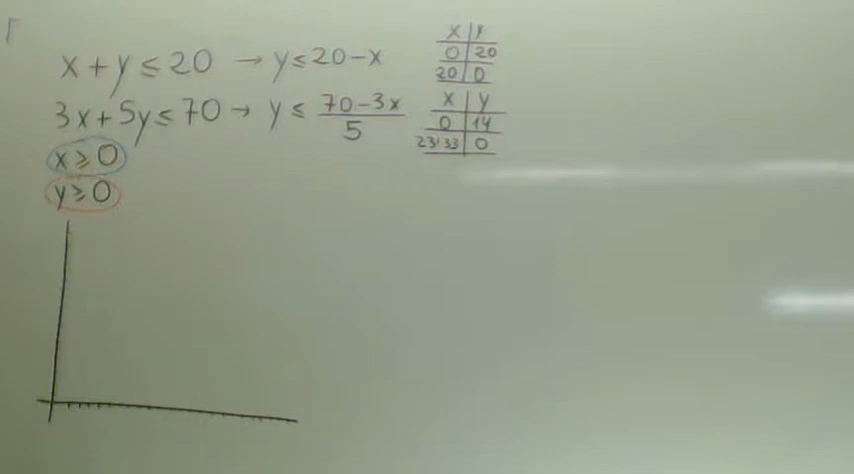 x + y ≤ 20 → y ≤ 20 - x
x | y
0 | 20
20 | 0
3x + 5y ≤ 70 → y ≤ (70 - 3x)/5
x | y
0 | 14
23'33 | 0
x ≥ 0
y ≥ 0